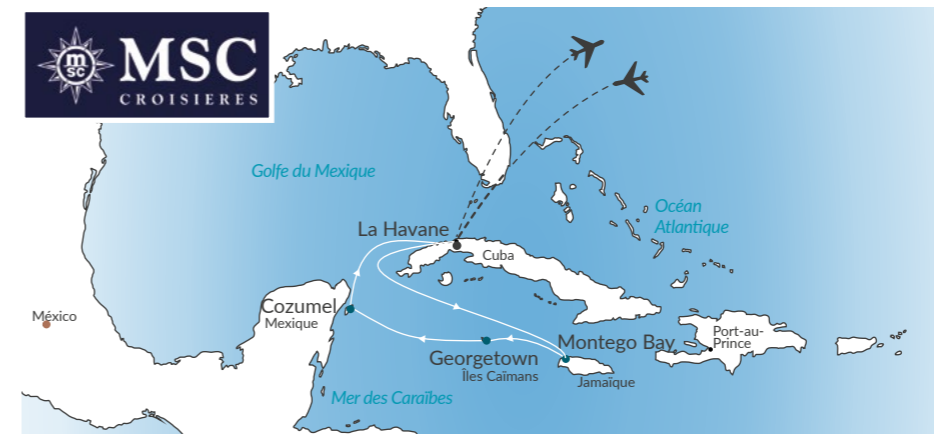 msc
MSC
CROISIERES
Golfe du Mexique
Océan
Atlantique
La Havane
Cuba
Cozumel
Mexique
México
Montego Bay
Port-au-
Prince
Georgetown
Îles Caïmans
Jamaïque
Mer des Caraïbes